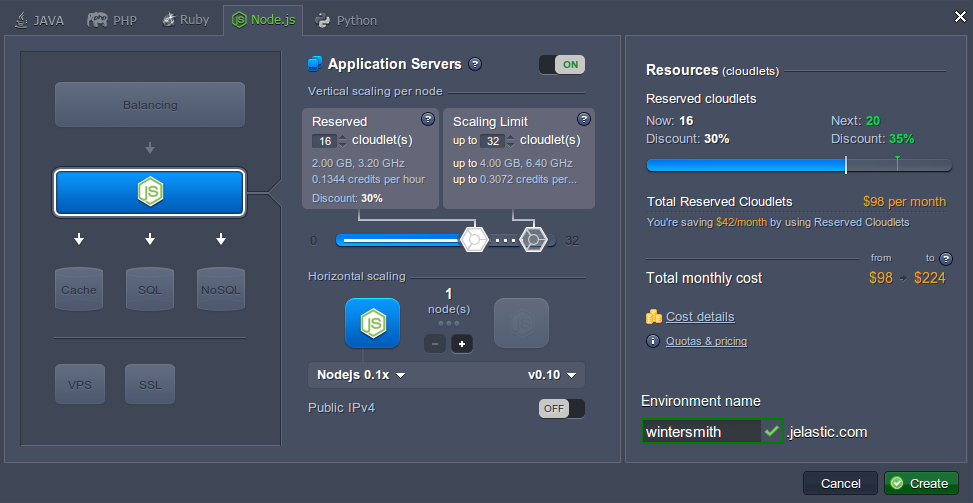 JAVA
PHP
Ruby
Node.js
Python
Balancing
JS
Cache
SQL
NoSQL
VPS
SSL
Application Servers ?
ON
Vertical scaling per node
Reserved ?
16 cloudlet(s)
2.00 GB, 3.20 GHz
0.1344 credits per hour
Discount: 30%
Scaling Limit ?
up to 32 cloudlet(s)
up to 4.00 GB, 6.40 GHz
up to 0.3072 credits per...
0
32
Horizontal scaling
JS
1
node(s)
- +
JS
Nodejs 0.1x
v0.10
Public IPv4
OFF
Resources (cloudlets)
Reserved cloudlets
Now: 16 Next: 20
Discount: 30% Discount: 35%
Total Reserved Cloudlets $98 per month
You're saving $42/month by using Reserved Cloudlets
from to ?
Total monthly cost $98 $224
Cost details
Quotas & pricing
Environment name
wintersmith .jelastic.com
Cancel
Create